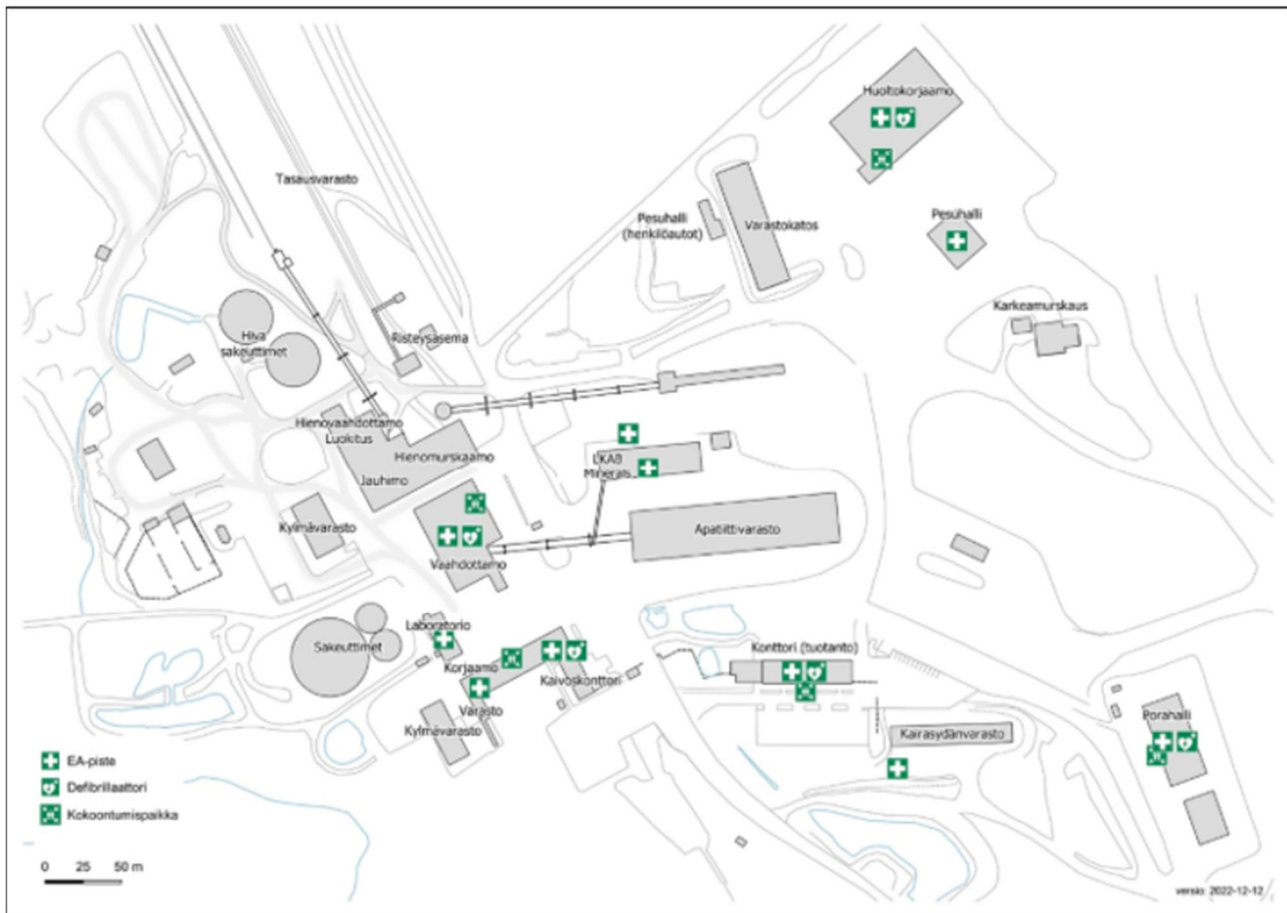 Huoltokorjaamo
Tasausvarasto
Pesuhalli
(henkilöautot)
Varastokatos
Pesuhalli
Karkeamurskaus
Hiva
sakeuttimet
Risteysasema
Hienovaahdottamo
Luokitus
Hienomurskaamo
Jauhimo
LKAB
Minerals
Kylmävarasto
Apatiittivarasto
Vaahdottamo
Laboratorio
Sakeuttimet
Korjaamo
Kaivoskonttori
Konttori (tuotanto)
Varasto
Kylmävarasto
Kairasydänvarasto
Porahalli
EA-piste
Defibrillaattori
Kokoontumispaikka
0 25 50 m
versio: 2022-12-12